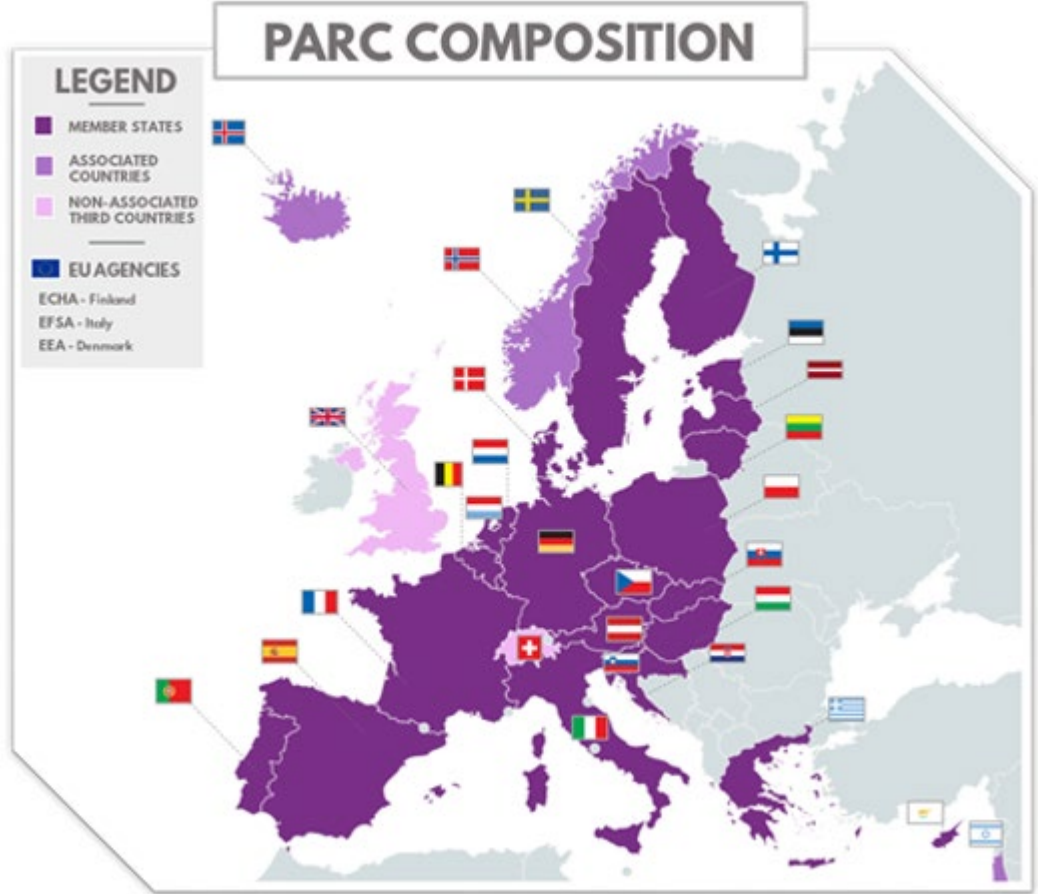 PARC COMPOSITION
LEGEND
MEMBER STATES
ASSOCIATED
COUNTRIES
NON-ASSOCIATED
THIRD COUNTRIES
EU AGENCIES
ECHA - Finland
EFSA - Italy
EEA - Denmark